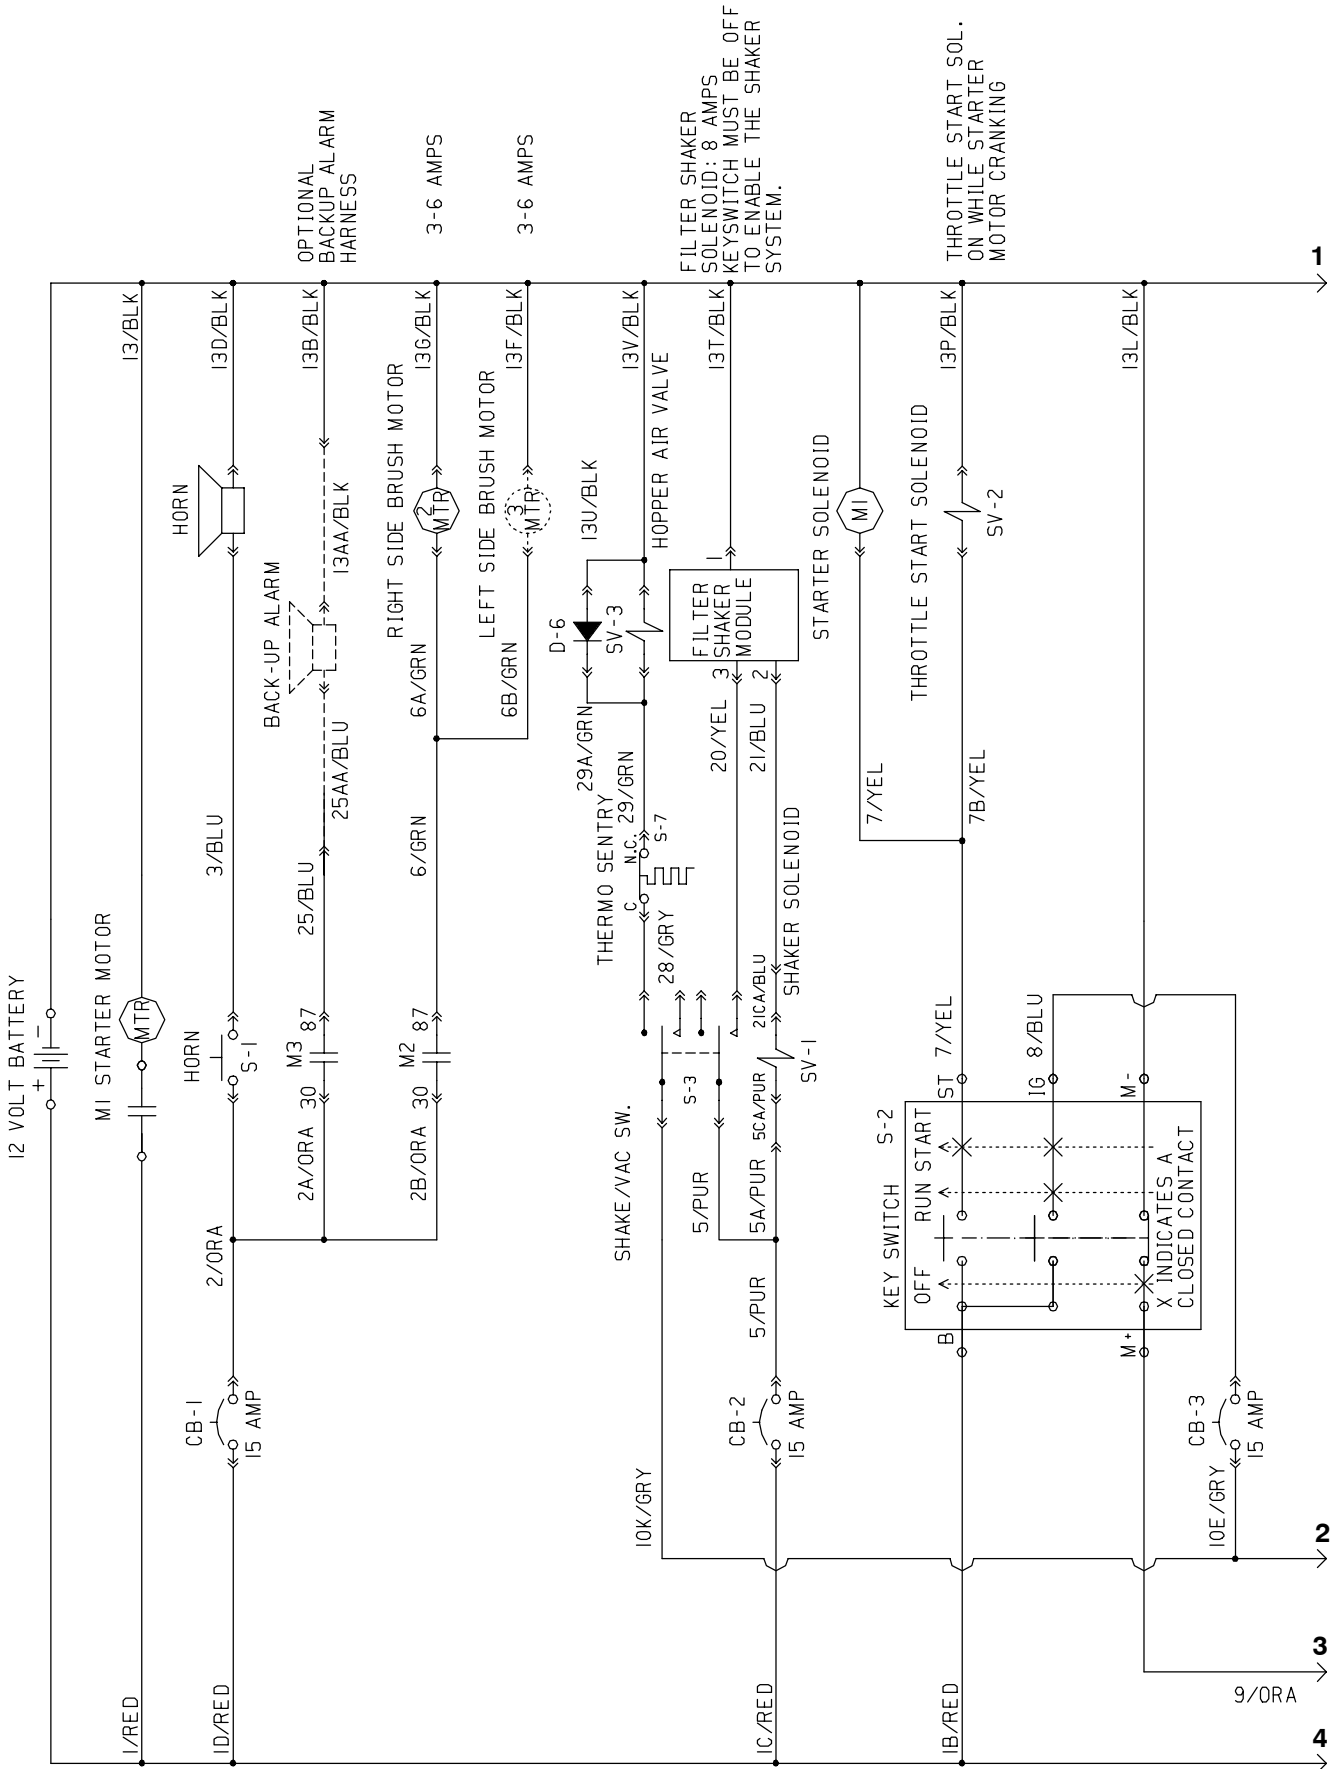 12 VOLT BATTERY
+
-
1/RED
M1 STARTER MOTOR
MTR
13/BLK
1D/RED
CB-1
15 AMP
2/ORA
HORN
S-1
3/BLU
HORN
13D/BLK
2A/ORA
30
M3
87
25/BLU
25AA/BLU
BACK-UP ALARM
13AA/BLK
13B/BLK
OPTIONAL
BACKUP ALARM
HARNESS
2B/ORA
30
M2
87
6/GRN
6A/GRN
RIGHT SIDE BRUSH MOTOR
2
MTR
13G/BLK
3-6 AMPS
6B/GRN
LEFT SIDE BRUSH MOTOR
3
MTR
13F/BLK
3-6 AMPS
10K/GRY
SHAKE/VAC SW.
S-3
28/GRY
THERMO SENTRY
C
N.C.
S-7
29/GRN
29A/GRN
D-6
SV-3
13U/BLK
HOPPER AIR VALVE
13V/BLK
1C/RED
CB-2
15 AMP
5/PUR
5/PUR
5A/PUR
5CA/PUR
SV-1
21CA/BLU
SHAKER SOLENOID
20/YEL
21/BLU
3
2
FILTER
SHAKER
MODULE
1
13T/BLK
FILTER SHAKER
SOLENOID: 8 AMPS
KEYSWITCH MUST BE OFF
TO ENABLE THE SHAKER
SYSTEM.
1B/RED
B
KEY SWITCH
S-2
OFF
RUN
START
ST
7/YEL
7/YEL
STARTER SOLENOID
M1
7B/YEL
THROTTLE START SOLENOID
SV-2
13P/BLK
THROTTLE START SOL.
ON WHILE STARTER
MOTOR CRANKING
IG
8/BLU
M+
M-
X INDICATES A
CLOSED CONTACT
13L/BLK
10E/GRY
CB-3
15 AMP
9/ORA
1
2
3
4